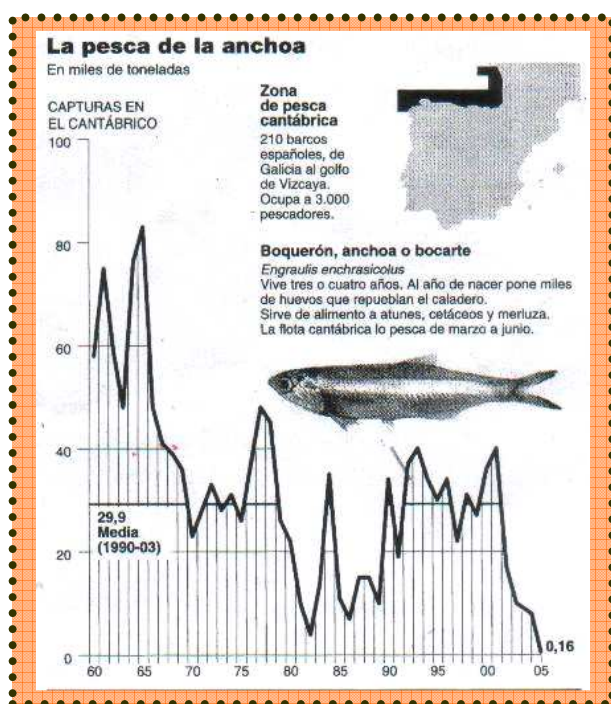 La pesca de la anchoa
En miles de toneladas
CAPTURAS EN
EL CANTÁBRICO
Zona
de pesca
cantábrica
210 barcos
españoles, de
Galicia al golfo
de Vizcaya.
Ocupa a 3.000
pescadores.
Boquerón, anchoa o bocarte
Engraulis enchrasicolus
Vive tres o cuatro años. Al año de nacer pone miles
de huevos que repueblan el caladero.
Sirve de alimento a atunes, cetáceos y merluza.
La flota cantábrica lo pesca de marzo a junio.
100
80
60
40
20
0
29,9
Media
(1990-03)
0,16
60 65 70 75 80 85 90 95 00 05